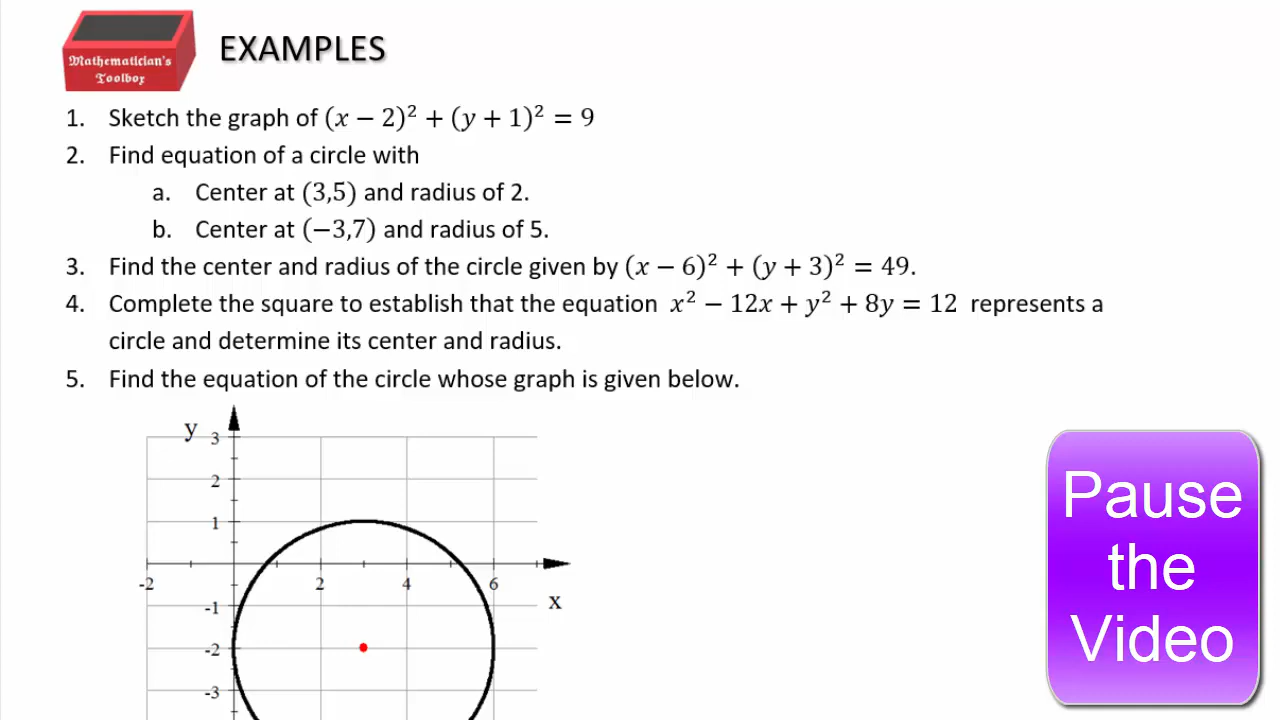 Mathematician's
Toolbox
EXAMPLES
1. Sketch the graph of (x − 2)² + (y + 1)² = 9
2. Find equation of a circle with
a. Center at (3,5) and radius of 2.
b. Center at (−3,7) and radius of 5.
3. Find the center and radius of the circle given by (x − 6)² + (y + 3)² = 49.
4. Complete the square to establish that the equation x² − 12x + y² + 8y = 12 represents a
circle and determine its center and radius.
5. Find the equation of the circle whose graph is given below.
y 3
2
1
-2 2 4 6
x
-1
-2
-3
Pause
the
Video